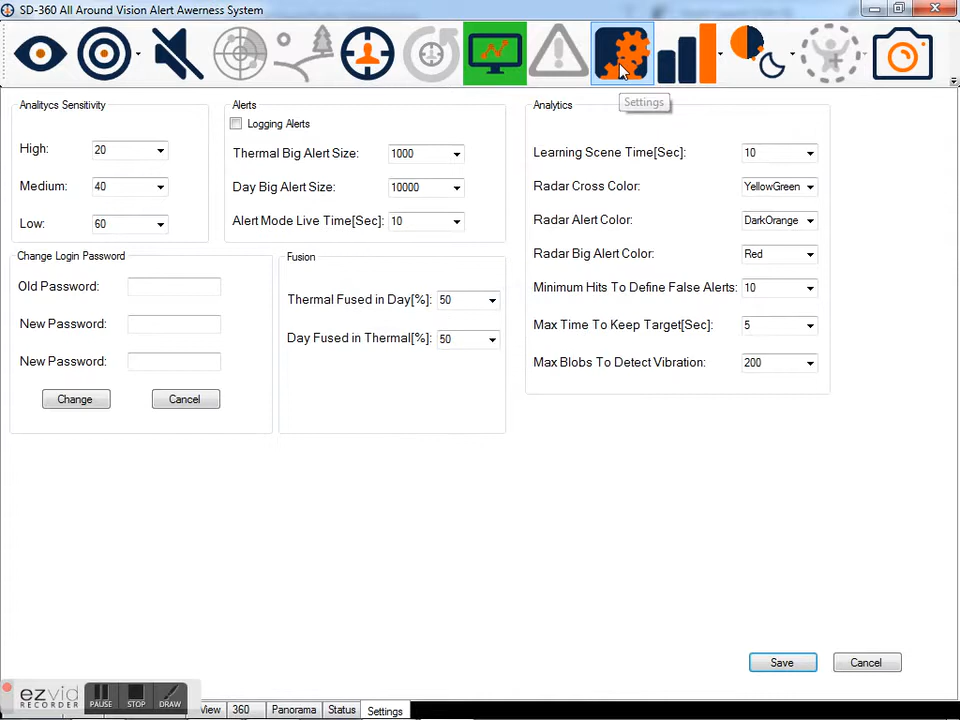 SD-360 All Around Vision Alert Awerness System
Settings
Analitycs Sensitivity
High: 20
Medium: 40
Low: 60
Alerts
Logging Alerts
Thermal Big Alert Size: 1000
Day Big Alert Size: 10000
Alert Mode Live Time[Sec]: 10
Analytics
Learning Scene Time[Sec]: 10
Radar Cross Color: YellowGreen
Radar Alert Color: DarkOrange
Radar Big Alert Color: Red
Minimum Hits To Define False Alerts: 10
Max Time To Keep Target[Sec]: 5
Max Blobs To Detect Vibration: 200
Change Login Password
Old Password:
New Password:
New Password:
Change Cancel
Fusion
Thermal Fused in Day[%]: 50
Day Fused in Thermal[%]: 50
Save Cancel
ezvid
RECORDER
PAUSE STOP DRAW
View 360 Panorama Status Settings